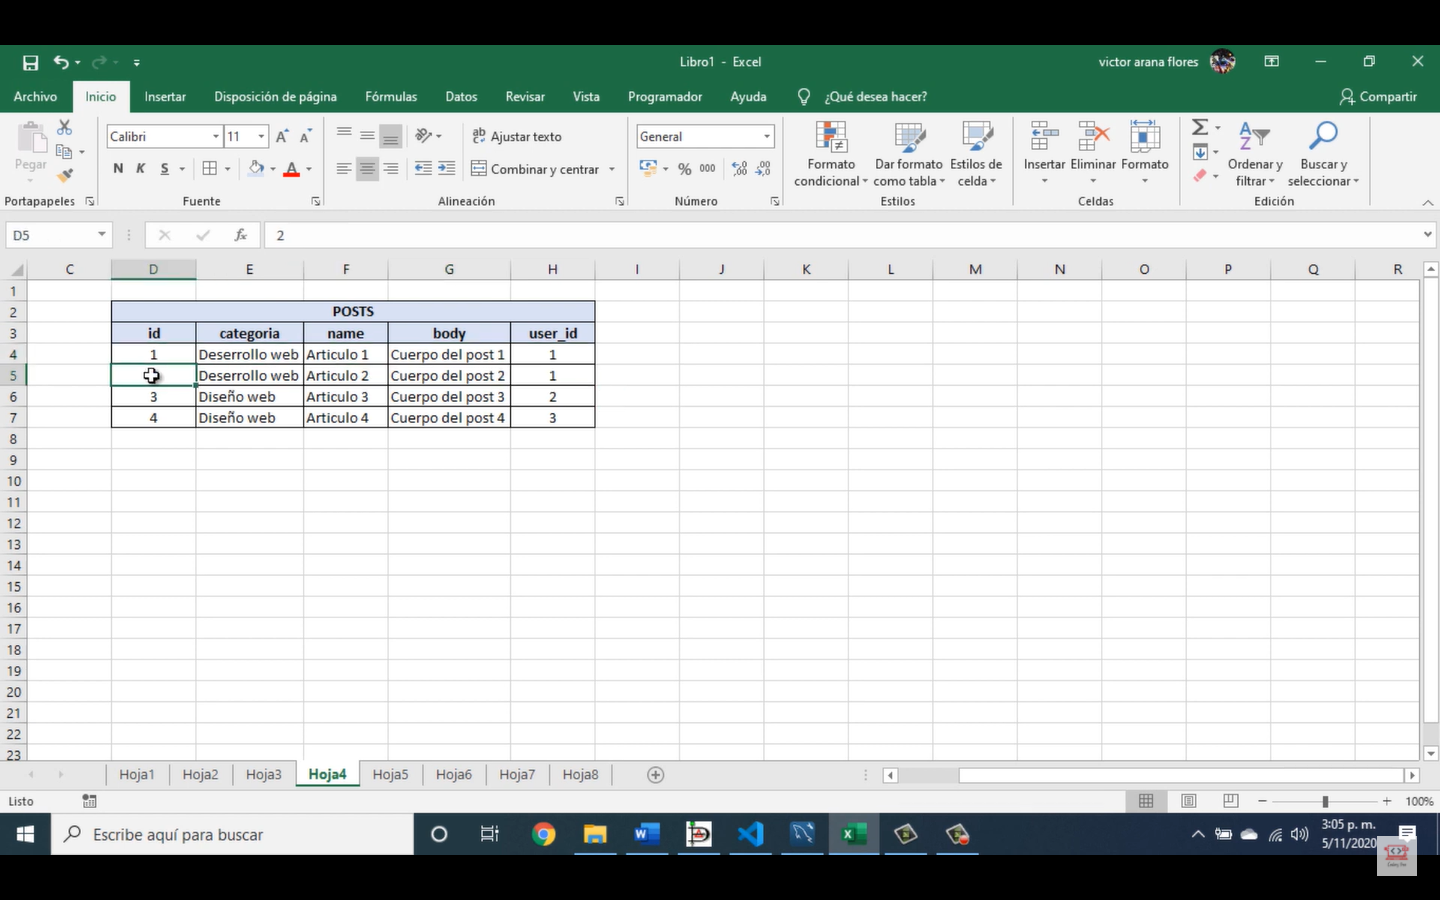 Libro1 - Excel
victor arana flores
Archivo Inicio Insertar Disposición de página Fórmulas Datos Revisar Vista Programador Ayuda ¿Qué desea hacer? Compartir
Pegar
Calibri 11
N K S
Ajustar texto
Combinar y centrar
General
% 000
Formato condicional
Dar formato como tabla
Estilos de celda
Insertar Eliminar Formato
Ordenar y filtrar
Buscar y seleccionar
Portapapeles Fuente Alineación Número Estilos Celdas Edición
D5 fx 2
C D E F G H I J K L M N O P Q R
1
2 POSTS
3 id categoria name body user_id
4 1 Deserrollo web Articulo 1 Cuerpo del post 1 1
5 Deserrollo web Articulo 2 Cuerpo del post 2 1
6 3 Diseño web Articulo 3 Cuerpo del post 3 2
7 4 Diseño web Articulo 4 Cuerpo del post 4 3
8
9
10
11
12
13
14
15
16
17
18
19
20
21
22
23
Hoja1 Hoja2 Hoja3 Hoja4 Hoja5 Hoja6 Hoja7 Hoja8
Listo 100%
Escribe aquí para buscar
3:05 p. m.
5/11/2020